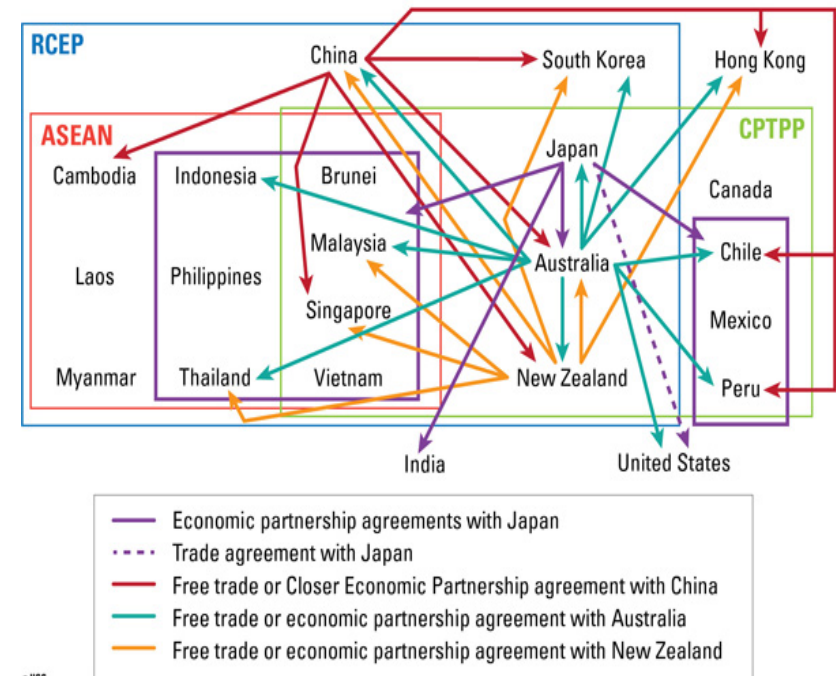 RCEP
China
South Korea
Hong Kong
ASEAN
CPTPP
Japan
Cambodia
Indonesia
Brunei
Canada
Malaysia
Australia
Chile
Laos
Philippines
Singapore
Mexico
Myanmar
Thailand
Vietnam
New Zealand
Peru
India
United States
Economic partnership agreements with Japan
Trade agreement with Japan
Free trade or Closer Economic Partnership agreement with China
Free trade or economic partnership agreement with Australia
Free trade or economic partnership agreement with New Zealand